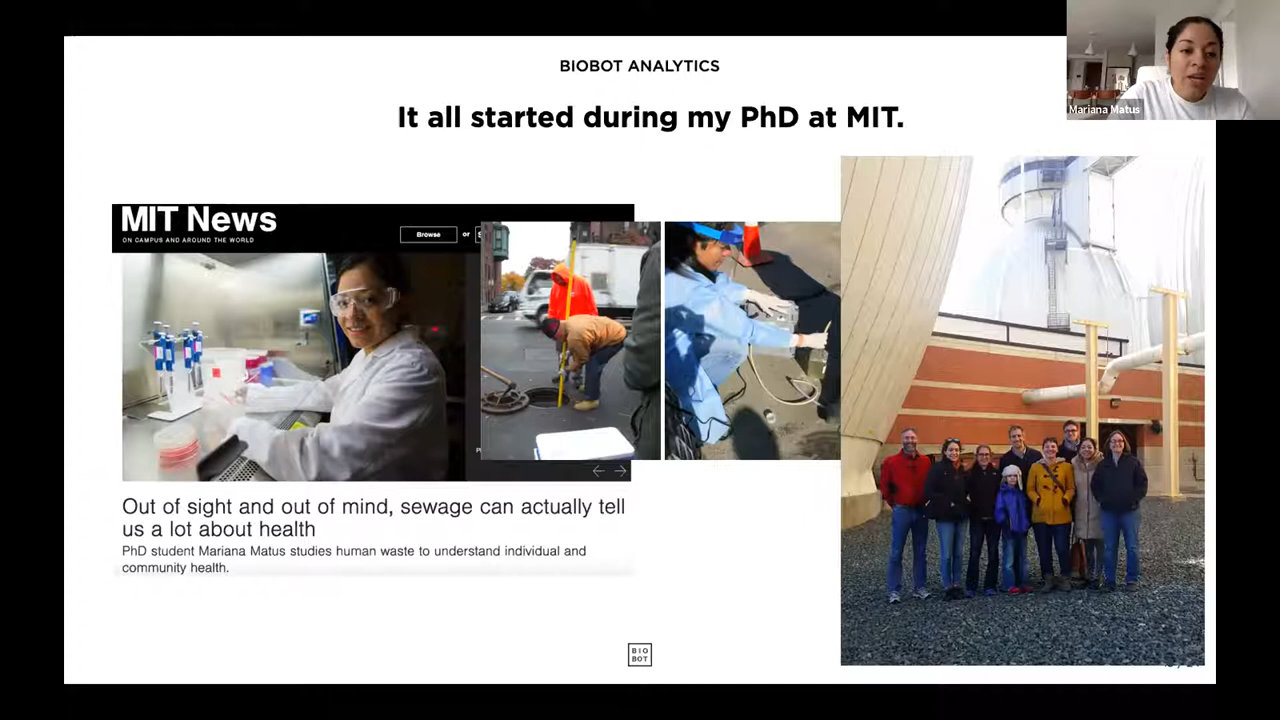 BIOBOT ANALYTICS
It all started during my PhD at MIT.
Mariana Matus
MIT News
ON CAMPUS AND AROUND THE WORLD
Browse
or
Out of sight and out of mind, sewage can actually tell
us a lot about health
PhD student Mariana Matus studies human waste to understand individual and
community health.
BIO
BOT